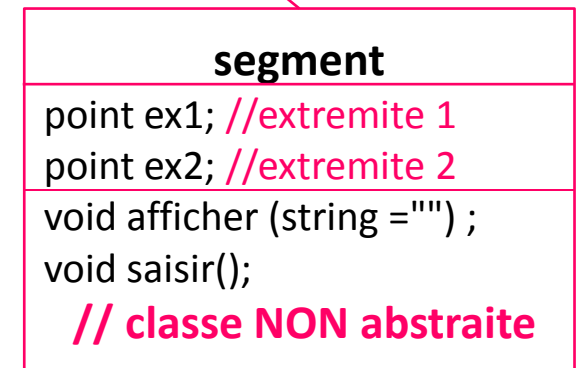 segment
point ex1; //extremite 1
point ex2; //extremite 2
void afficher (string ="") ;
void saisir();
// classe NON abstraite